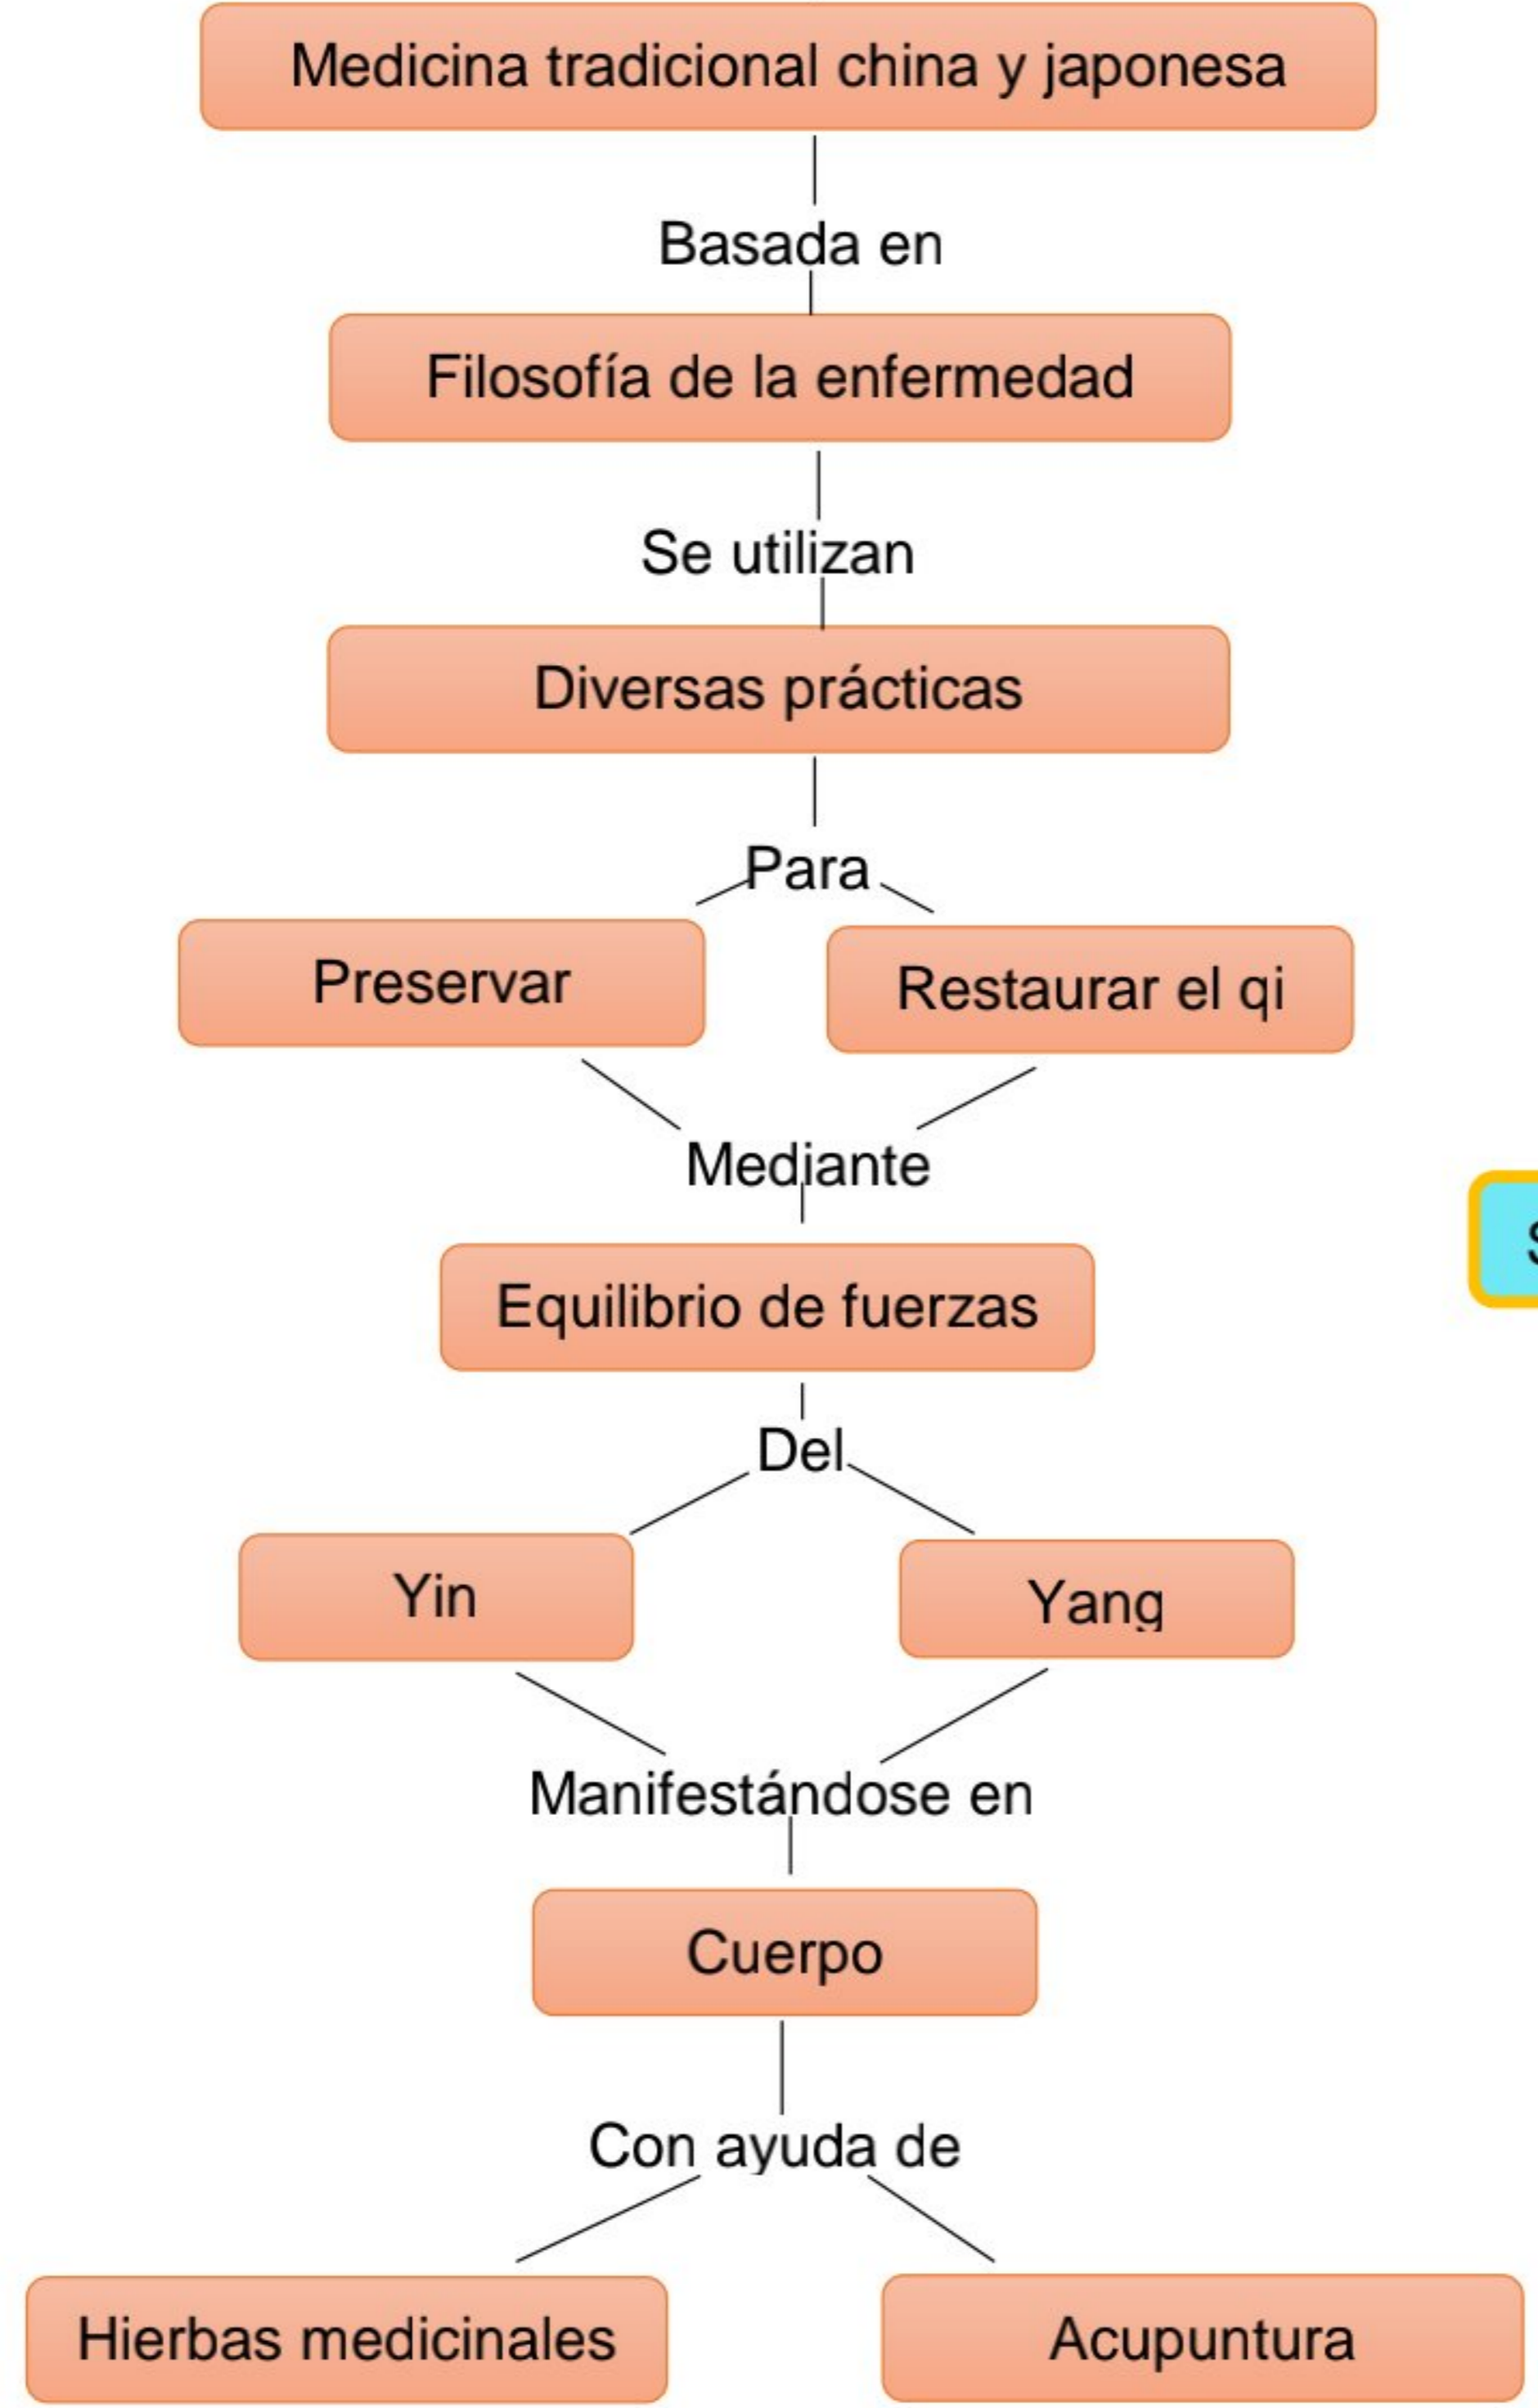 Medicina tradicional china y japonesa
Basada en
Filosofía de la enfermedad
Se utilizan
Diversas prácticas
Para
Preservar
Restaurar el qi
Mediante
Equilibrio de fuerzas
Del
Yin
Yang
Manifestándose en
Cuerpo
Con ayuda de
Hierbas medicinales
Acupuntura